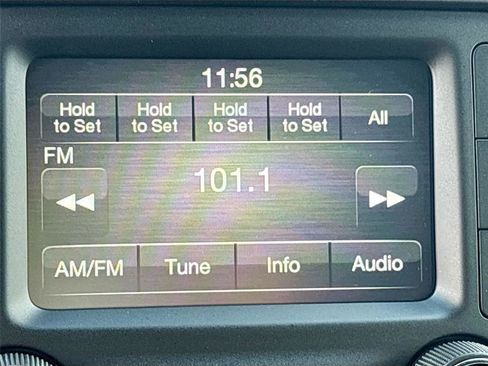 11:56
Hold Hold Hold Hold All
to Set to Set to Set to Set
FM
101.1
AM/FM Tune Info Audio